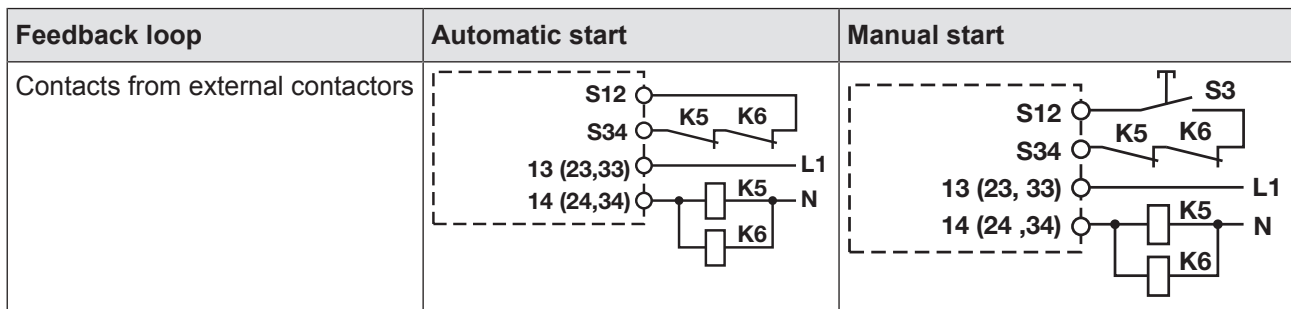 Feedback loop
Automatic start
Manual start
Contacts from external contactors
S12
K5 K6
S34
13 (23,33) L1
14 (24,34) K5 N
K6
S3
S12
K5 K6
S34
13 (23, 33) L1
14 (24 ,34) K5 N
K6